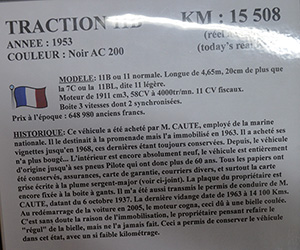 TRACTION 11B KM : 15 508
ANNEE : 1953 (réel
COULEUR : Noir AC 200 (today's real
MODELE: 11B ou 11 normale. Longue de 4,65m, 20cm de plus que
la 7C ou la 11BL, dite 11 légère.
Moteur de 1911 cm3, 58CV à 4000tr/mn. 11 CV fiscaux.
Boite 3 vitesses dont 2 synchronisées.
Prix à l'époque : 648 980 anciens francs.
HISTORIQUE: Ce véhicule a été acheté par M. CAUTE, employé de la marine
nationale. Il le destinait à la promenade mais l'a immobilisé en 1963. Il a acheté ses
vignettes jusqu'en 1968, ces dernières étant toujours conservées. Depuis, le véhicule
n'a plus bougé... L'intérieur est encore absolument neuf, le véhicule est entièrement
d'origine jusqu'à ses pneus Pilote qui ont donc plus de 60 ans. Tous les papiers ont
été conservés, assurances, carte de garantie, courriers divers, et surtout la carte
grise écrite à la plume sergent-major (voir ci-joint). La plaque du propriétaire est
encore fixée à la boite à gants. Il m'a été aussi transmis le permis de conduire de M.
CAUTE, datant du 6 octobre 1937. La dernière vidange date de 1963 à 14 100 Kms.
Au redémarrage de la voiture en 2005, le moteur cogna, ceci dû à une bielle coulée.
C'est sans doute la raison de l'immobilisation, le propriétaire pensant refaire le
"régul" de la bielle, mais ne l'a jamais fait. Ceci a permis de conserver le véhicule
dans cet état, avec un si faible kilométrage.